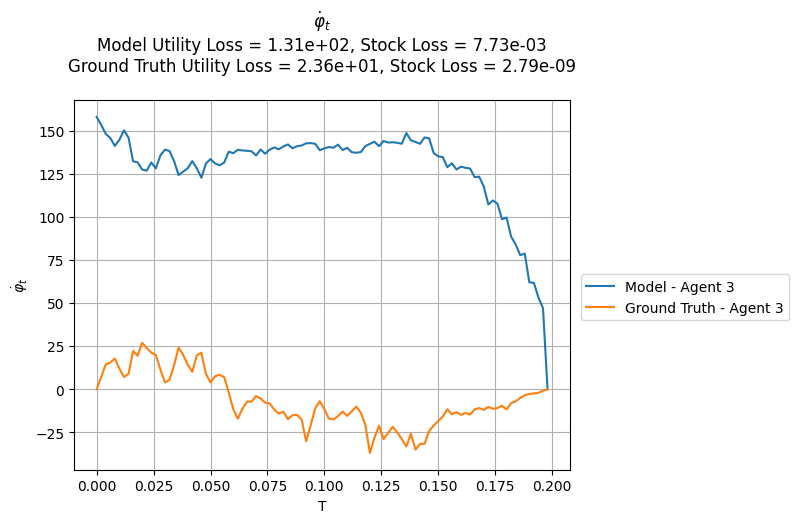 φ̇ₜ
Model Utility Loss = 1.31e+02, Stock Loss = 7.73e-03
Ground Truth Utility Loss = 2.36e+01, Stock Loss = 2.79e-09
150
125
100
75
50
25
0
−25
φ̇ₜ
0.000 0.025 0.050 0.075 0.100 0.125 0.150 0.175 0.200
T
Model - Agent 3
Ground Truth - Agent 3